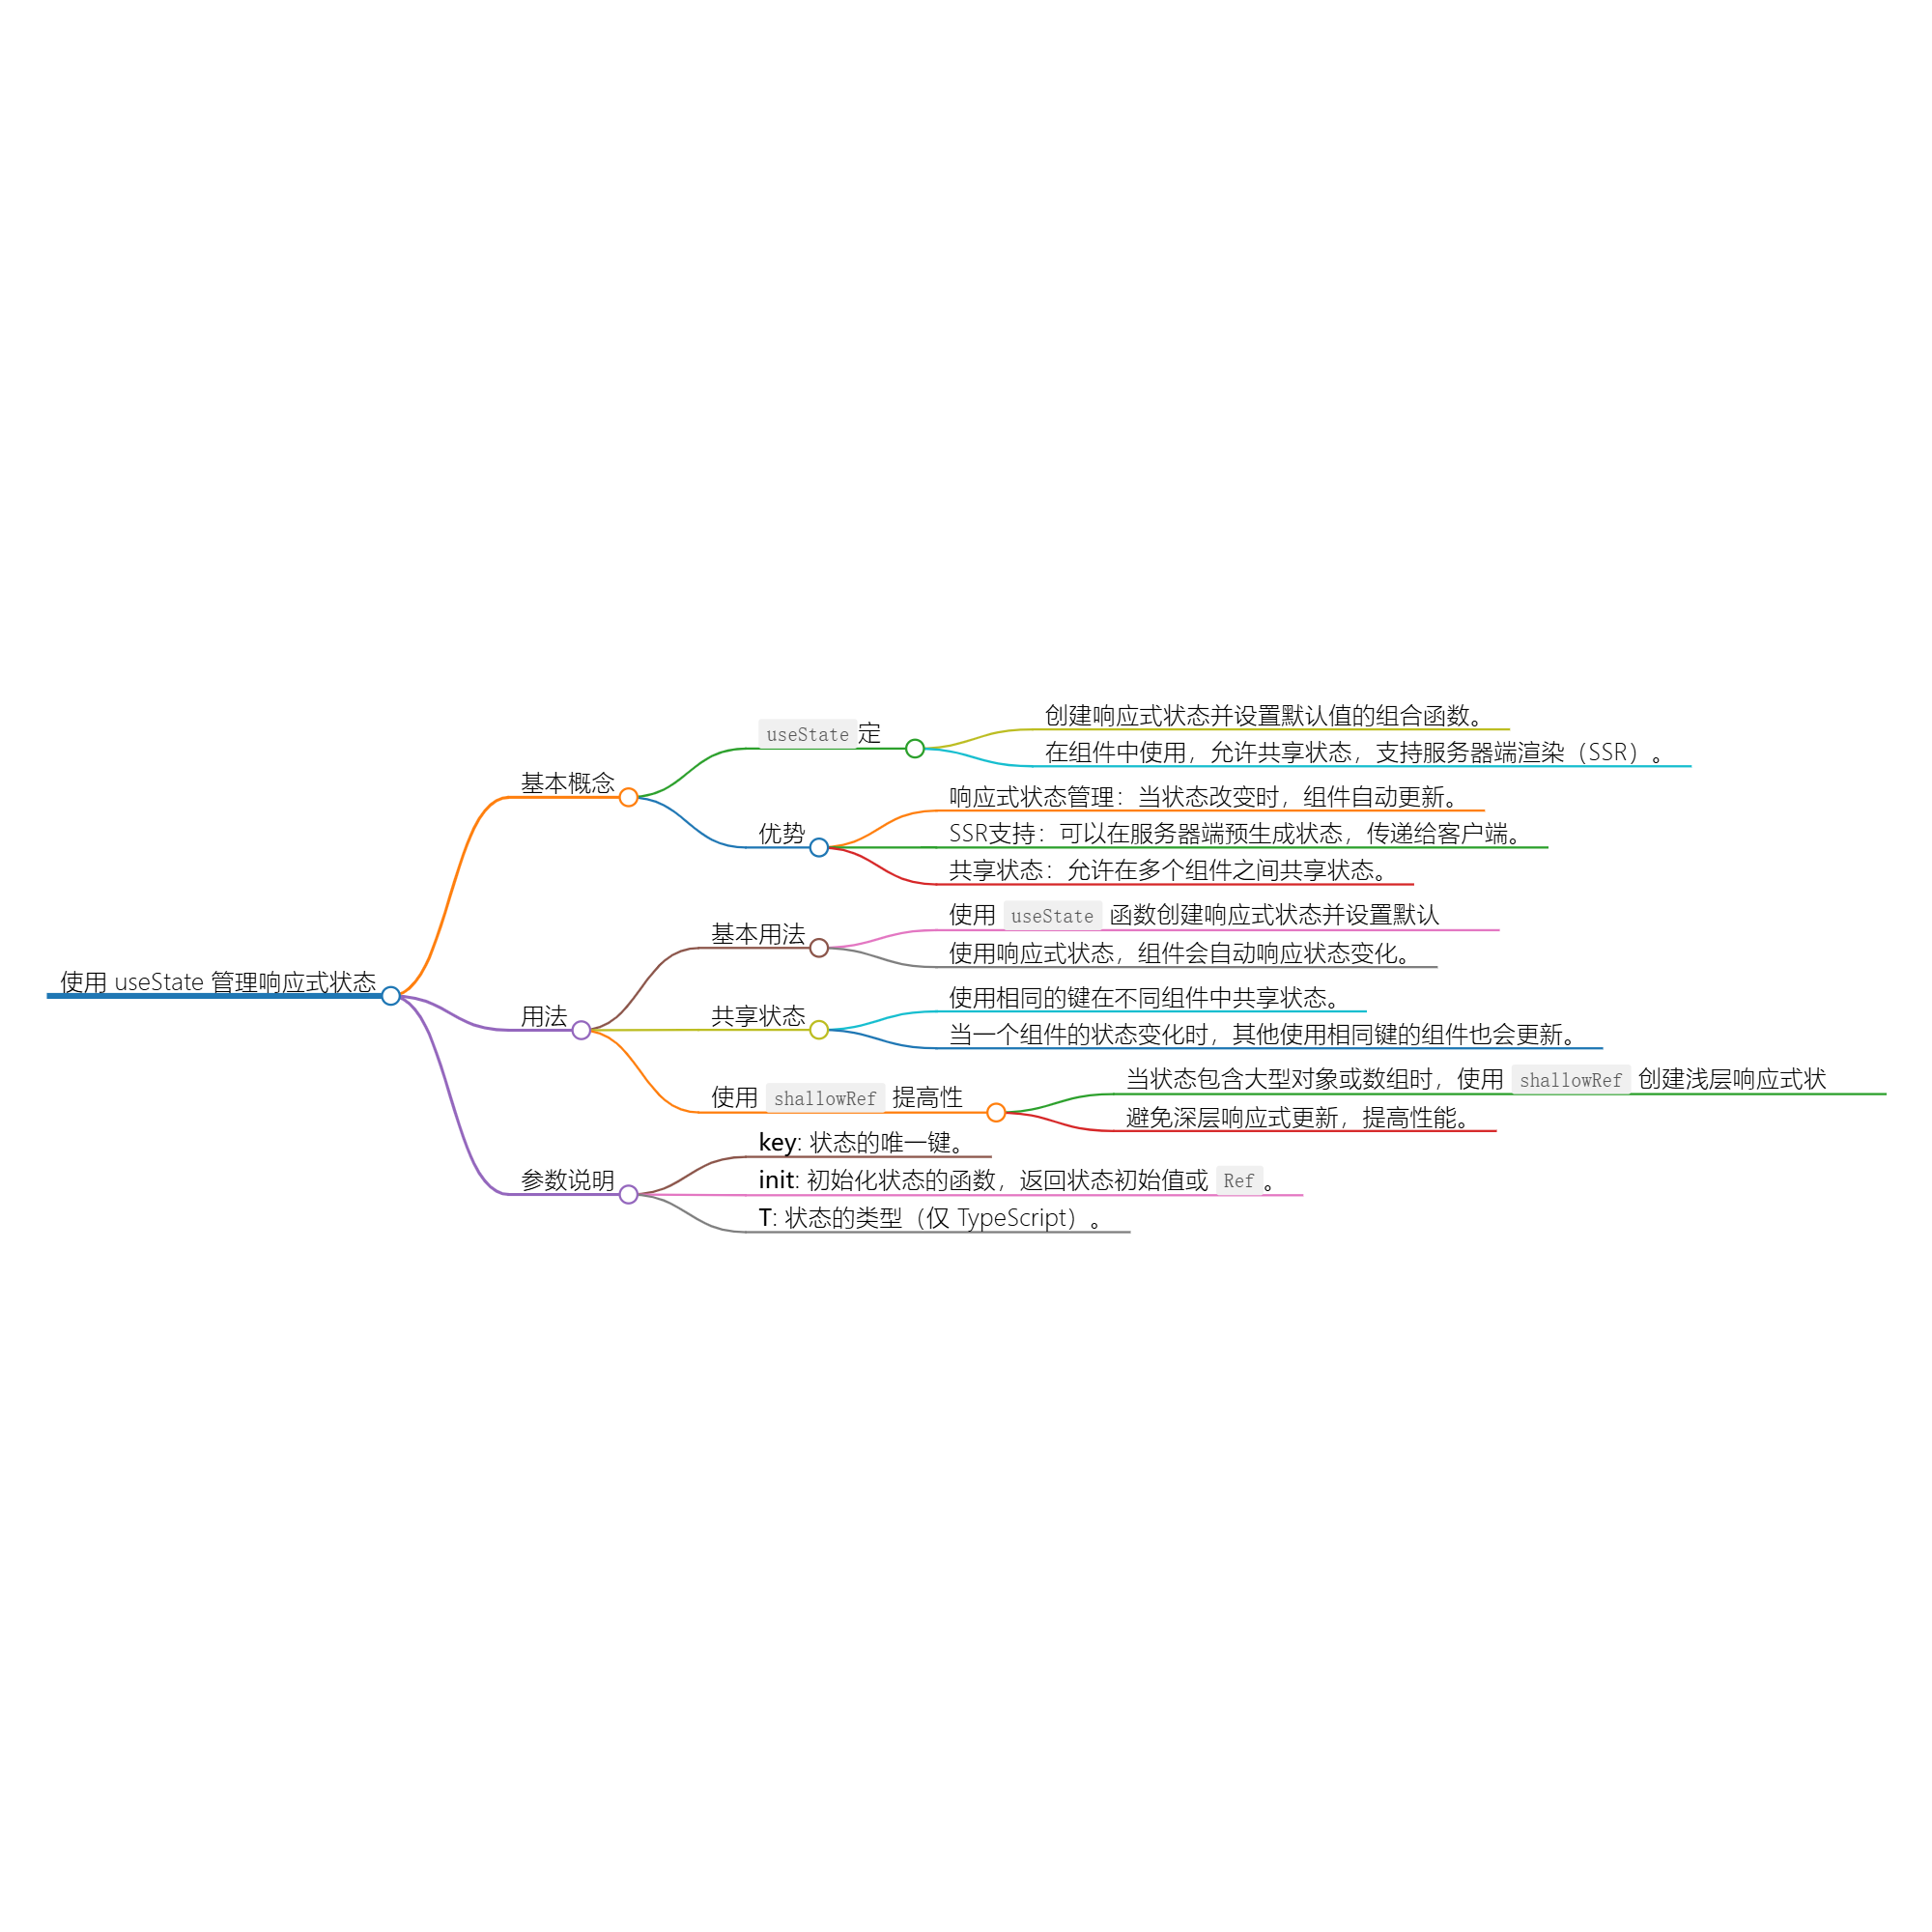 使用 useState 管理响应式状态
基本概念
useState定
创建响应式状态并设置默认值的组合函数。
在组件中使用，允许共享状态，支持服务器端渲染（SSR）。
优势
响应式状态管理：当状态改变时，组件自动更新。
SSR支持：可以在服务器端预生成状态，传递给客户端。
共享状态：允许在多个组件之间共享状态。
用法
基本用法
使用 useState 函数创建响应式状态并设置默认
使用响应式状态，组件会自动响应状态变化。
共享状态
使用相同的键在不同组件中共享状态。
当一个组件的状态变化时，其他使用相同键的组件也会更新。
使用 shallowRef 提高性
当状态包含大型对象或数组时，使用 shallowRef 创建浅层响应式状
避免深层响应式更新，提高性能。
参数说明
key: 状态的唯一键。
init: 初始化状态的函数，返回状态初始值或 Ref 。
T: 状态的类型（仅 TypeScript）。